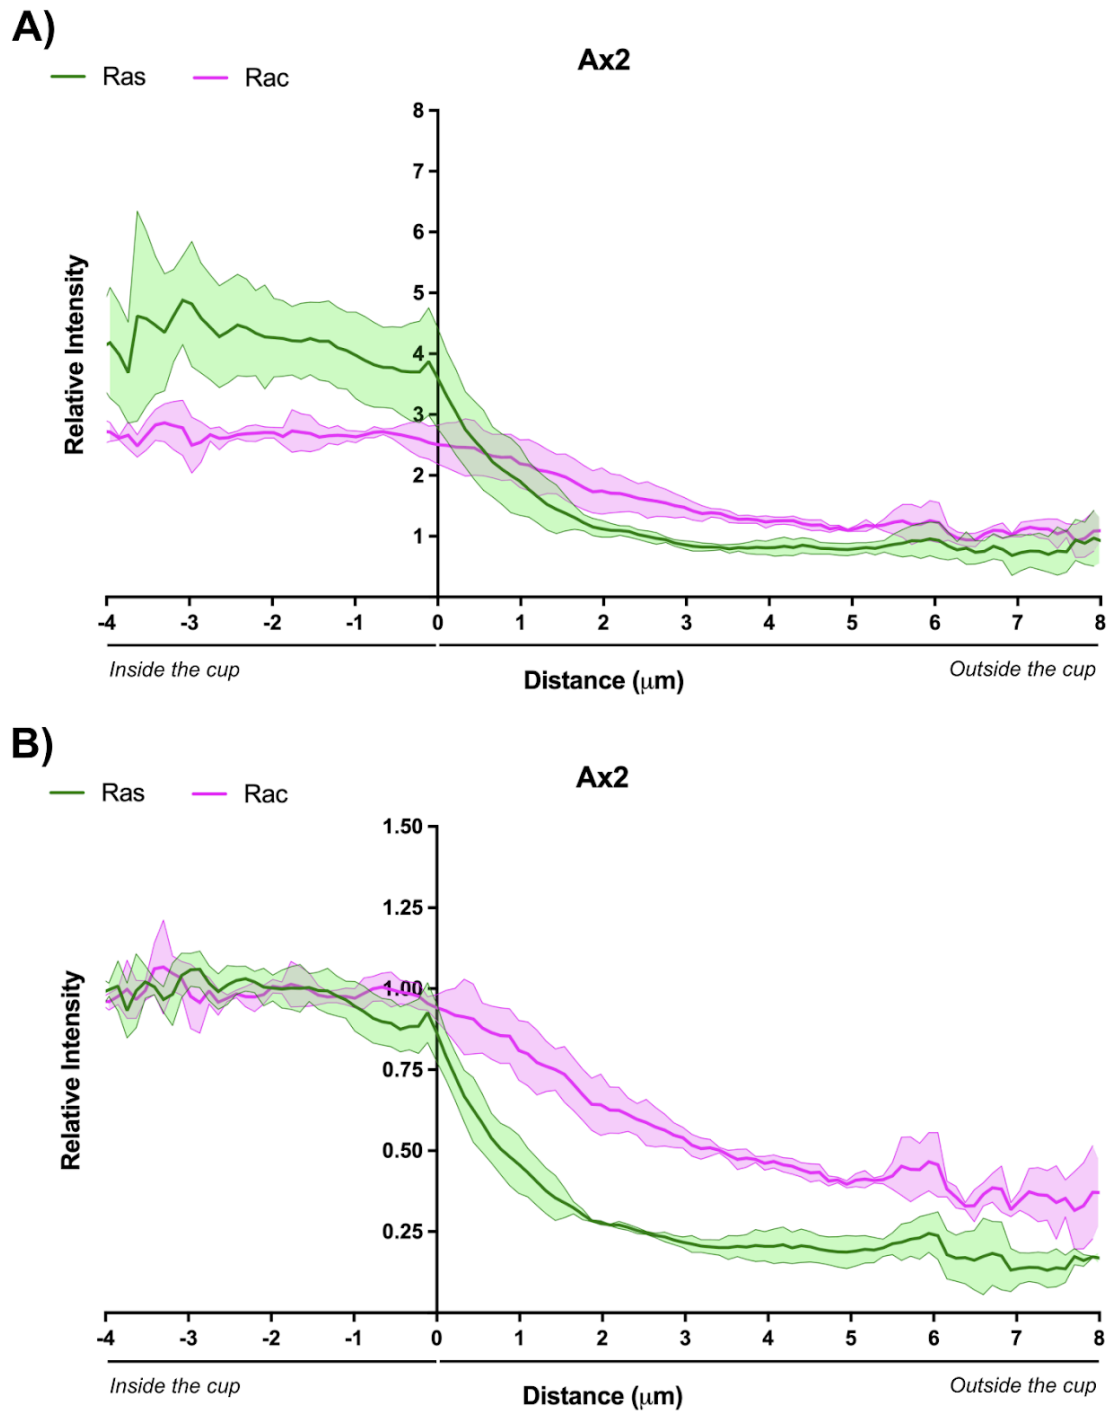 A)
Ax2
Ras Rac
8
7
6
5
4
3
2
1
Relative Intensity
-4 -3 -2 -1 0 1 2 3 4 5 6 7 8
Inside the cup Outside the cup
Distance (μm)
B)
Ax2
Ras Rac
1.50
1.25
1.00
0.75
0.50
0.25
Relative Intensity
-4 -3 -2 -1 0 1 2 3 4 5 6 7 8
Inside the cup Outside the cup
Distance (μm)